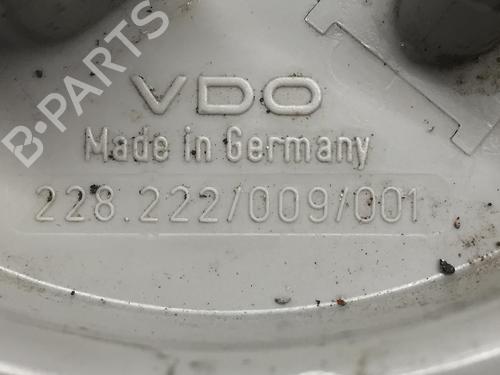 VDO
Made in Germany
228.222/009/001
B-PARTS